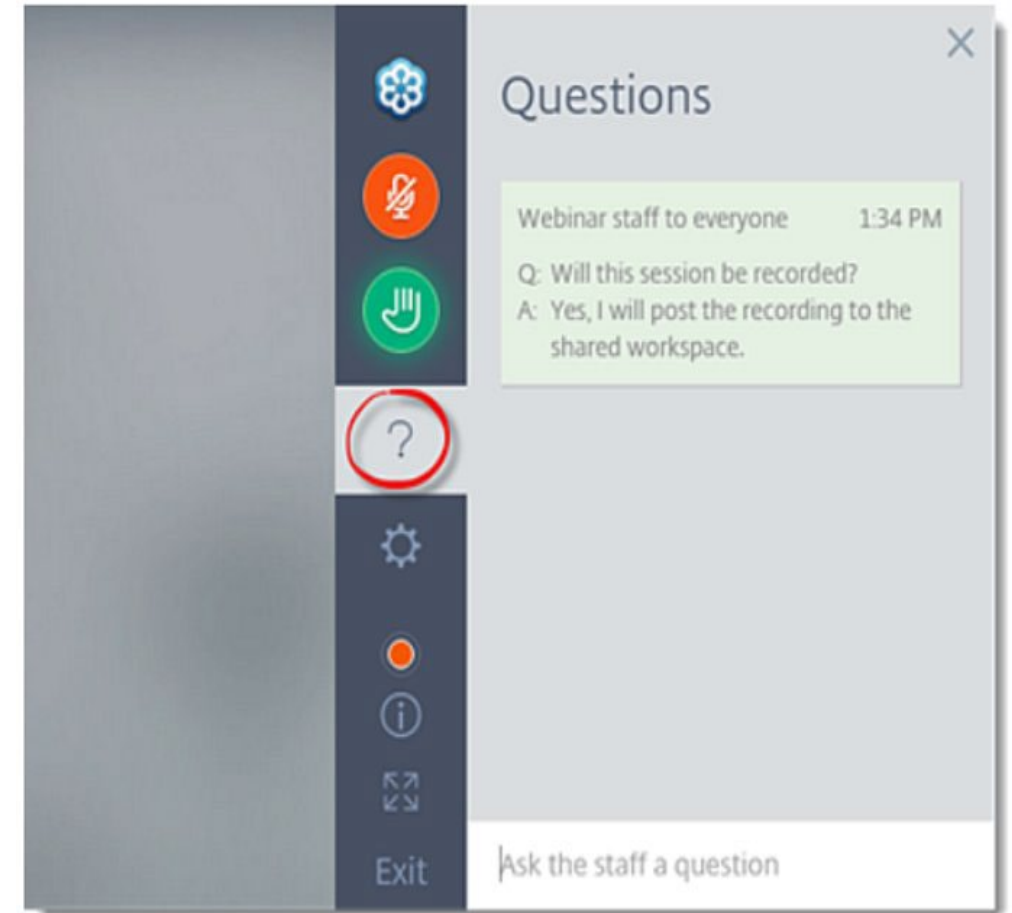 Questions
Webinar staff to everyone 1:34 PM
Q: Will this session be recorded?
A: Yes, I will post the recording to the
shared workspace.
?
Exit
Ask the staff a question